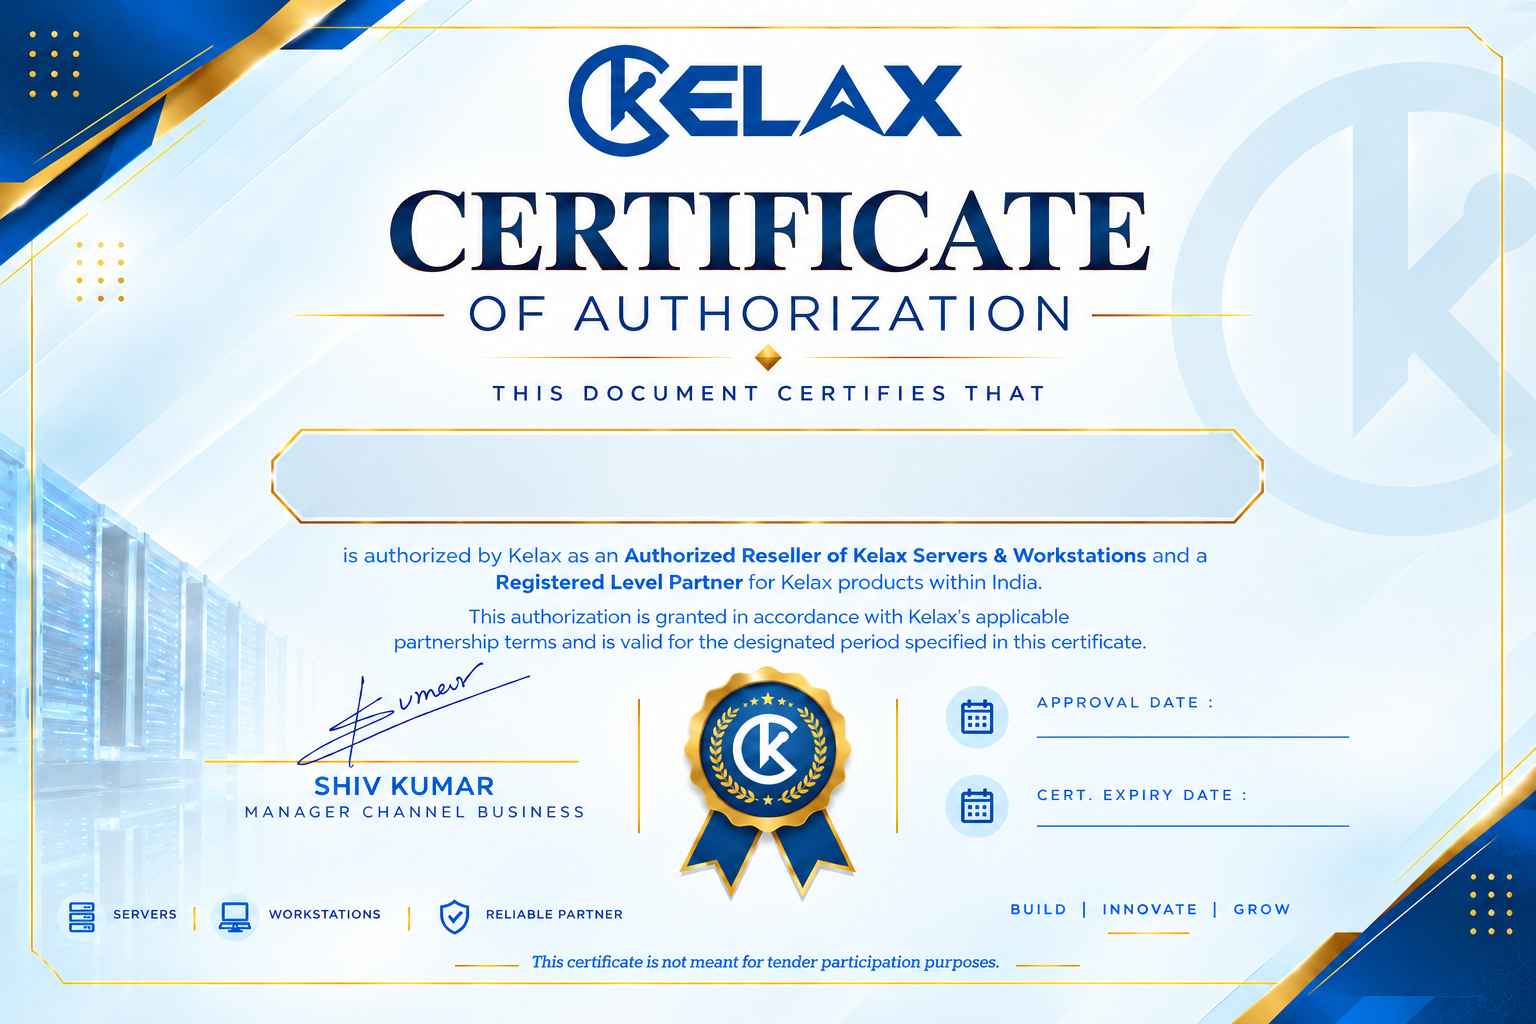 KELAX
CERTIFICATE
OF AUTHORIZATION
THIS DOCUMENT CERTIFIES THAT
is authorized by Kelax as an Authorized Reseller of Kelax Servers & Workstations and a
Registered Level Partner for Kelax products within India.
This authorization is granted in accordance with Kelax's applicable
partnership terms and is valid for the designated period specified in this certificate.
Kumar
SHIV KUMAR
MANAGER CHANNEL BUSINESS
APPROVAL DATE :
CERT. EXPIRY DATE :
SERVERS | WORKSTATIONS | RELIABLE PARTNER
BUILD | INNOVATE | GROW
This certificate is not meant for tender participation purposes.